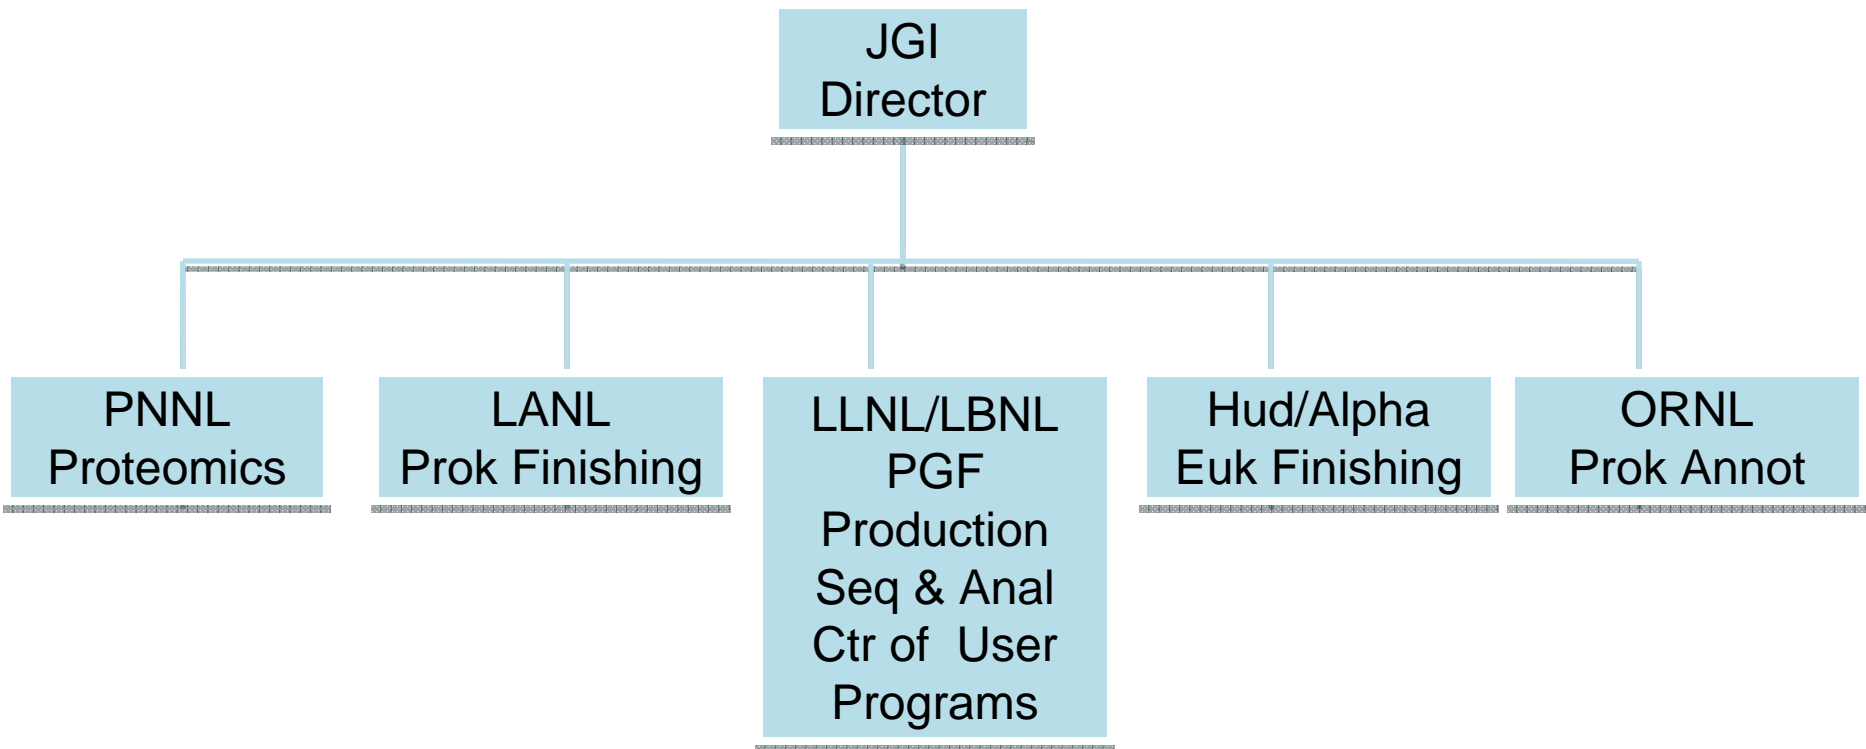 JGI
Director
PNNL
Proteomics
LANL
Prok Finishing
LLNL/LBNL
PGF
Production
Seq & Anal
Ctr of  User
Programs
Hud/Alpha
Euk Finishing
ORNL
Prok Annot